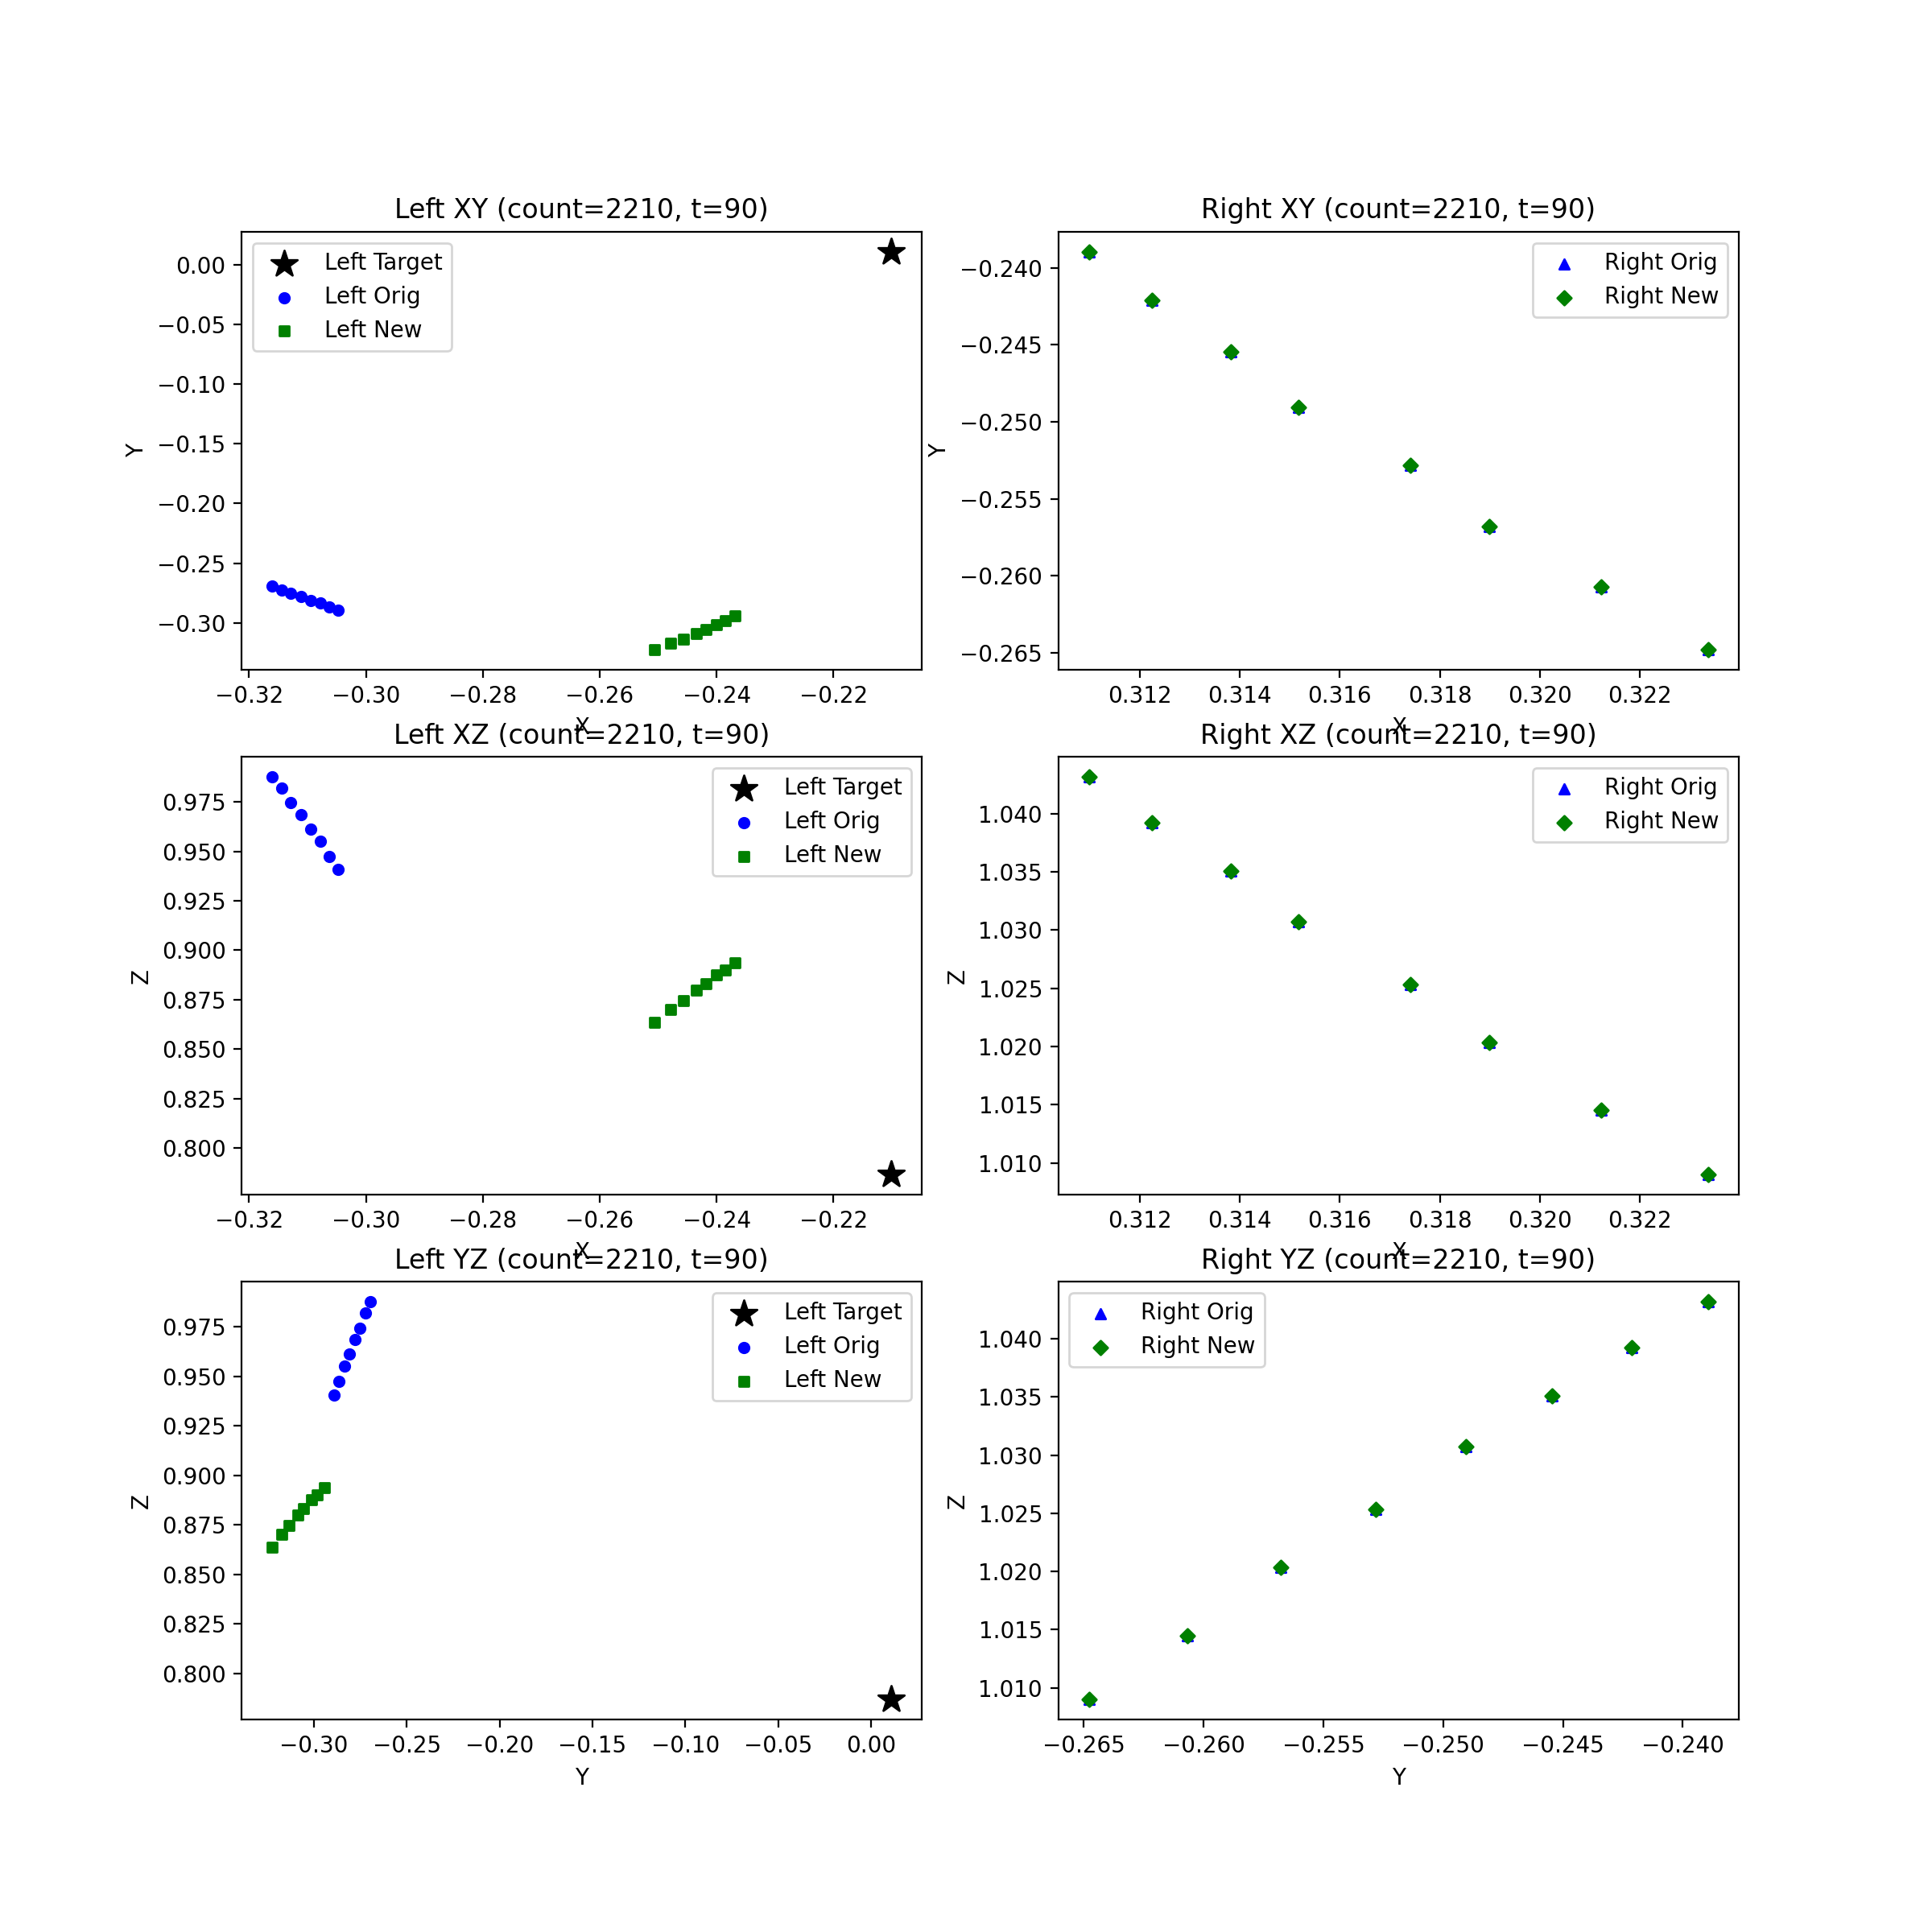 Left XY (count=2210, t=90)
Left Target
Left Orig
Left New
0.00
−0.05
−0.10
−0.15
−0.20
−0.25
−0.30
Y
−0.32 −0.30 −0.28 −0.26 −0.24 −0.22
X
Right XY (count=2210, t=90)
Right Orig
Right New
−0.240
−0.245
−0.250
−0.255
−0.260
−0.265
Y
0.312 0.314 0.316 0.318 0.320 0.322
X
Left XZ (count=2210, t=90)
Left Target
Left Orig
Left New
0.975
0.950
0.925
0.900
0.875
0.850
0.825
0.800
Z
−0.32 −0.30 −0.28 −0.26 −0.24 −0.22
X
Right XZ (count=2210, t=90)
Right Orig
Right New
1.040
1.035
1.030
1.025
1.020
1.015
1.010
Z
0.312 0.314 0.316 0.318 0.320 0.322
X
Left YZ (count=2210, t=90)
Left Target
Left Orig
Left New
0.975
0.950
0.925
0.900
0.875
0.850
0.825
0.800
Z
−0.30 −0.25 −0.20 −0.15 −0.10 −0.05 0.00
Y
Right YZ (count=2210, t=90)
Right Orig
Right New
1.040
1.035
1.030
1.025
1.020
1.015
1.010
Z
−0.265 −0.260 −0.255 −0.250 −0.245 −0.240
Y